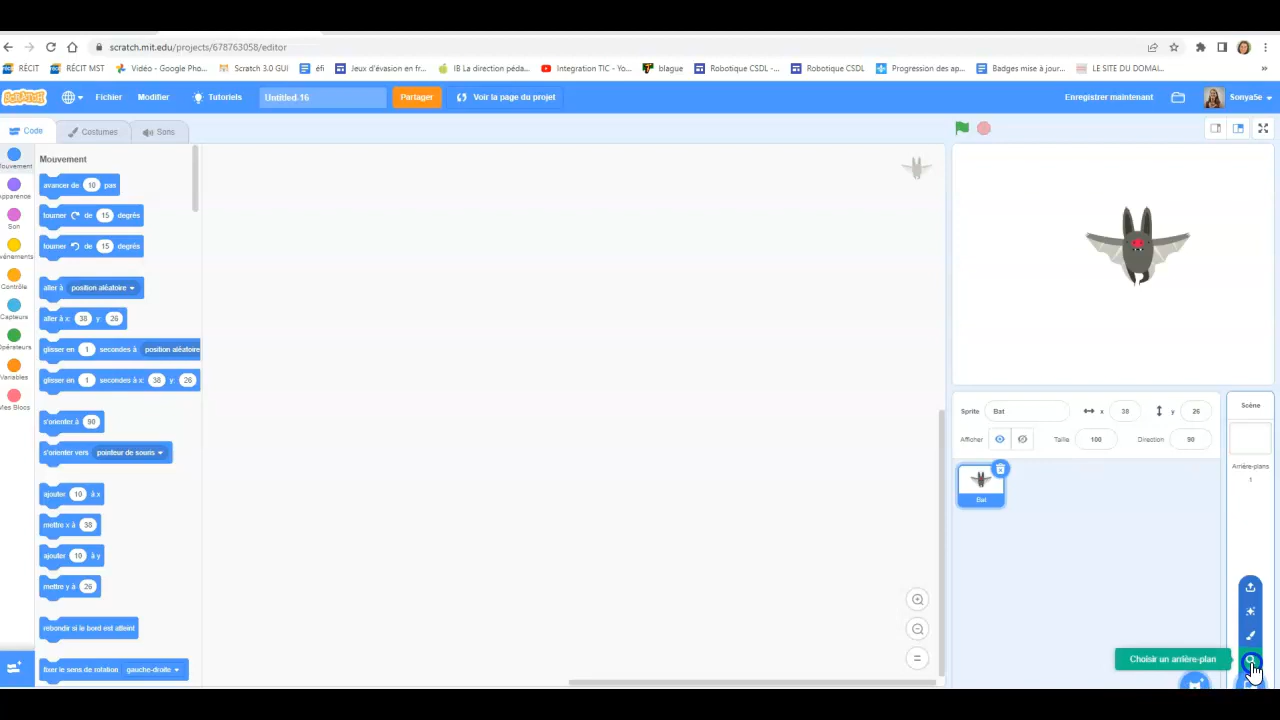 scratch.mit.edu/projects/678763058/editor
RÉCIT
RÉCIT MST
Vidéo - Google Pho...
Scratch 3.0 GUI
éfi
Jeux d'évasion en fr...
IB La direction péda...
Integration TIC - Yo...
blague
Robotique CSDL -...
Robotique CSDL
Progression des ap...
Badges mise à jour...
LE SITE DU DOMAI...
»
SCRATCH
Fichier
Modifier
Tutoriels
Untitled-16
Partager
Voir la page du projet
Enregistrer maintenant
Sonya5e
Code
Costumes
Sons
Mouvement
avancer de 10 pas
tourner de 15 degrés
tourner de 15 degrés
aller à position aléatoire
aller à x: 38 y: 26
glisser en 1 secondes à position aléatoire
glisser en 1 secondes à x: 38 y: 26
s'orienter à 90
s'orienter vers pointeur de souris
ajouter 10 à x
mettre x à 38
ajouter 10 à y
mettre y à 26
rebondir si le bord est atteint
fixer le sens de rotation gauche-droite
Mouvement
Apparence
Son
Événements
Contrôle
Capteurs
Opérateurs
Variables
Mes Blocs
Sprite Bat x 38 y 26
Afficher Taille 100 Direction 90
Bat
Scène
Arrière-plans
1
Choisir un arrière-plan